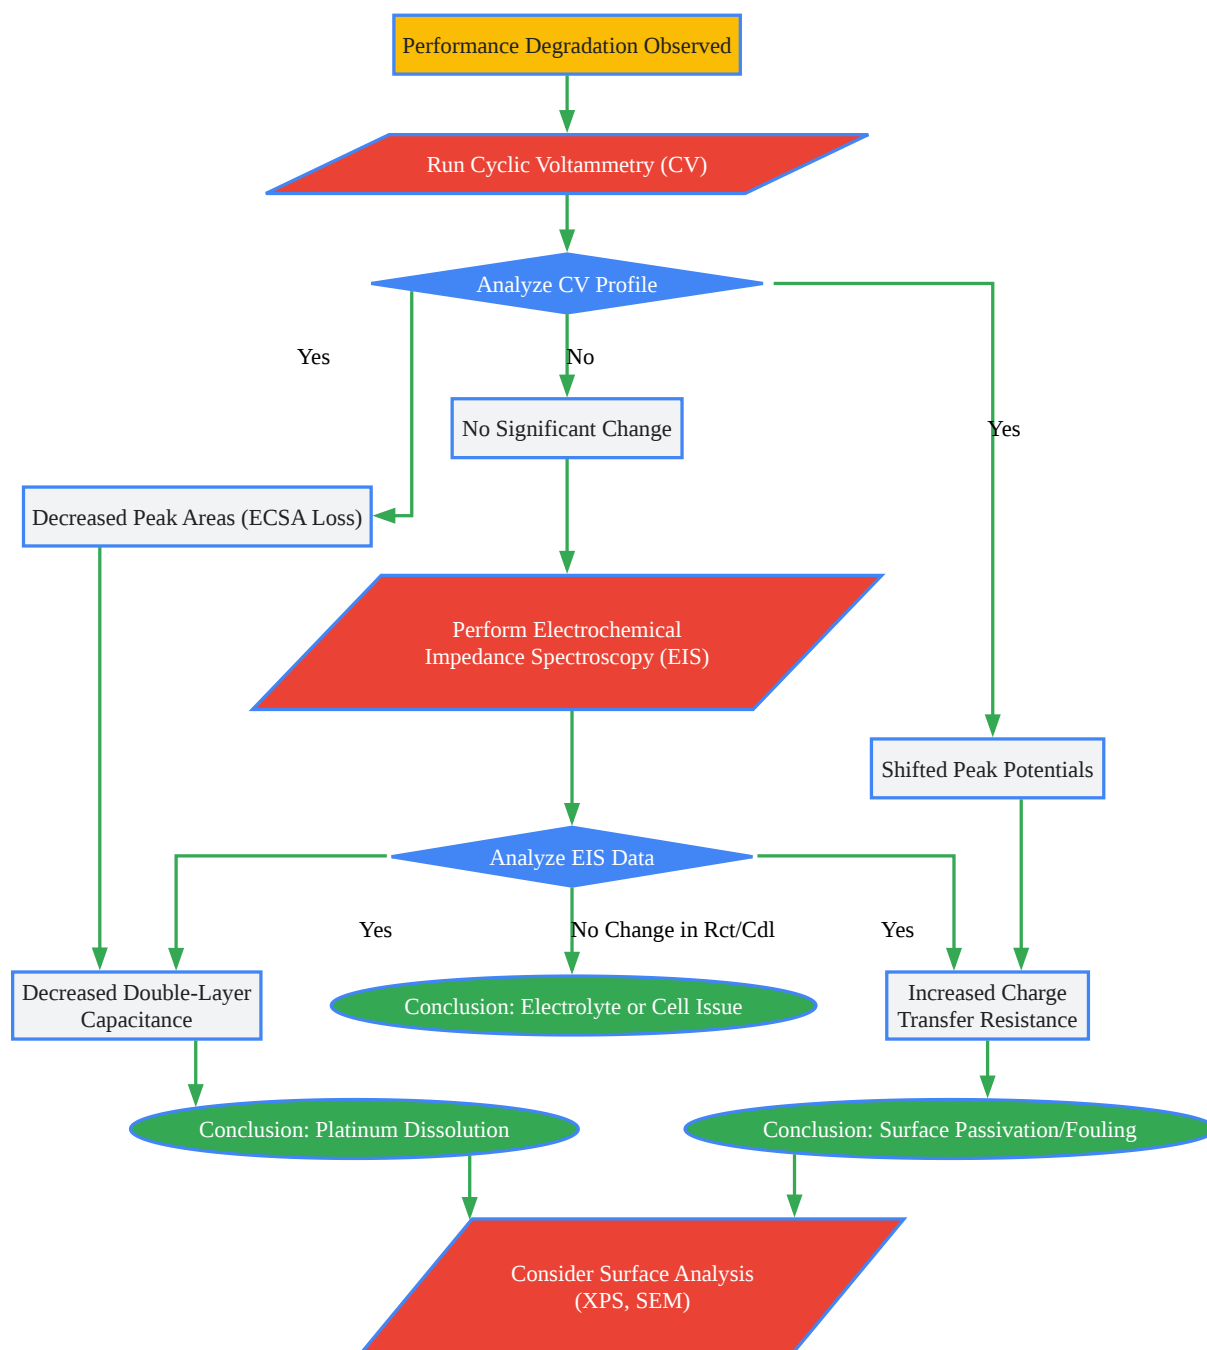 Performance Degradation Observed
Run Cyclic Voltammetry (CV)
Analyze CV Profile
Yes
No
No Significant Change
Yes
Decreased Peak Areas (ECSA Loss)
Perform Electrochemical
Impedance Spectroscopy (EIS)
Shifted Peak Potentials
Analyze EIS Data
Yes
No Change in Rct/Cdl
Yes
Decreased Double-Layer
Capacitance
Conclusion: Electrolyte or Cell Issue
Increased Charge
Transfer Resistance
Conclusion: Platinum Dissolution
Conclusion: Surface Passivation/Fouling
Consider Surface Analysis
(XPS, SEM)